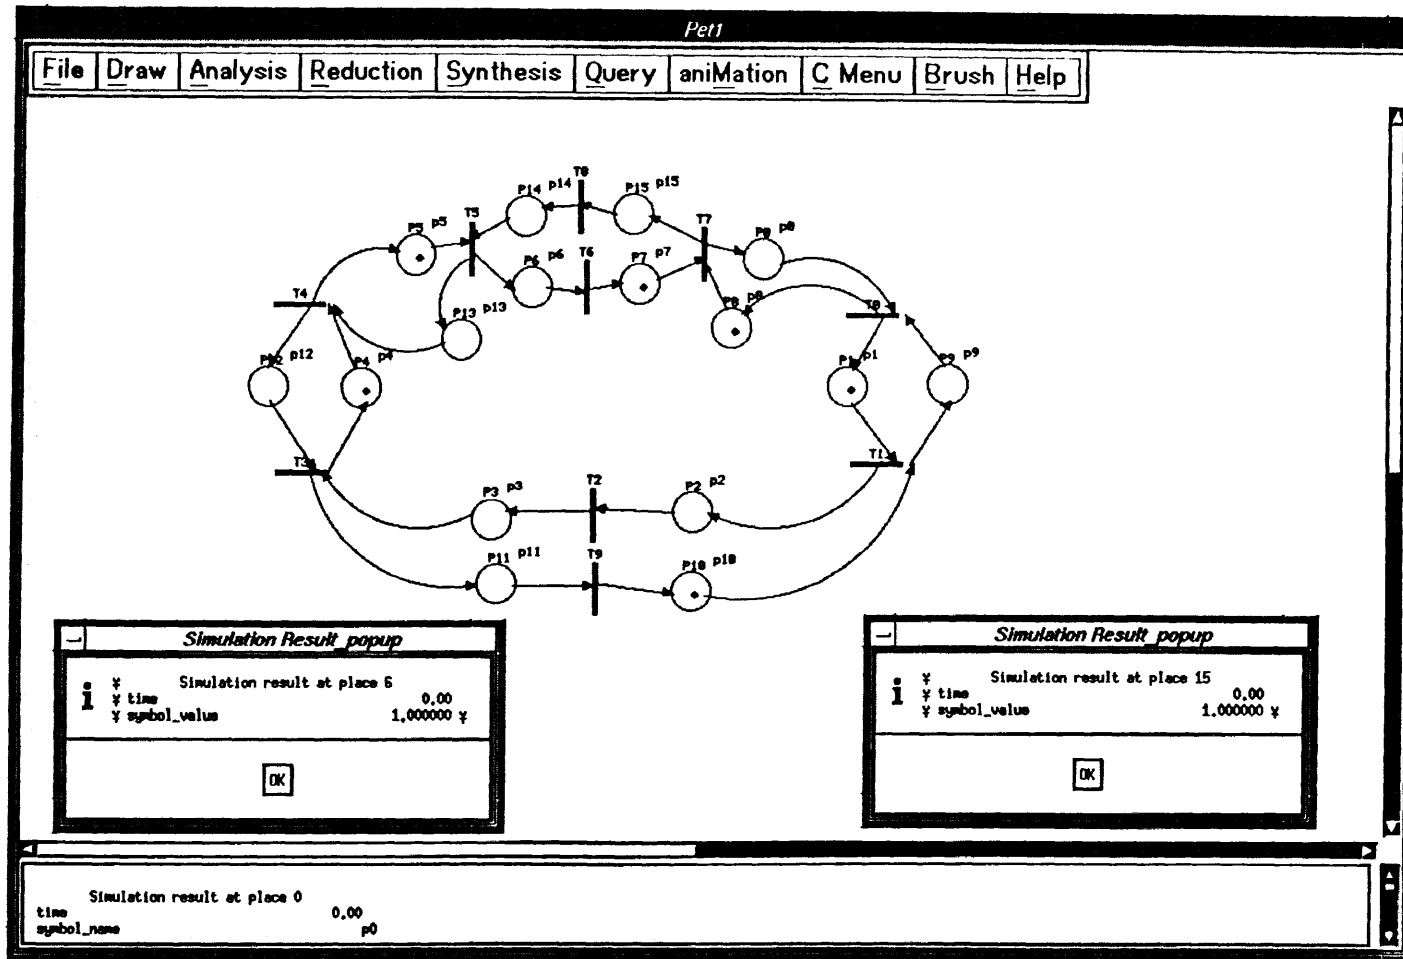 Pet1
File Draw Analysis Reduction Synthesis Query aniMation C Menu Brush Help
T8
P14 p14 P15 p15
T5 T7
P5 p5 P0 p0
P6 p6 T6 P7 p7
T4 P8 p8 T0
P13 p13
P12 p12 P4 p4 P1 p1 P9 p9
T3 T1
P3 p3 T2 P2 p2
P11 p11 T9 P10 p10
Simulation Result_popup
i ¥ Simulation result at place 6
¥ time 0.00
¥ symbol_value 1.000000 ¥
OK
Simulation Result_popup
i ¥ Simulation result at place 15
¥ time 0.00
¥ symbol_value 1.000000 ¥
OK
Simulation result at place 0
time 0.00
symbol_name p0